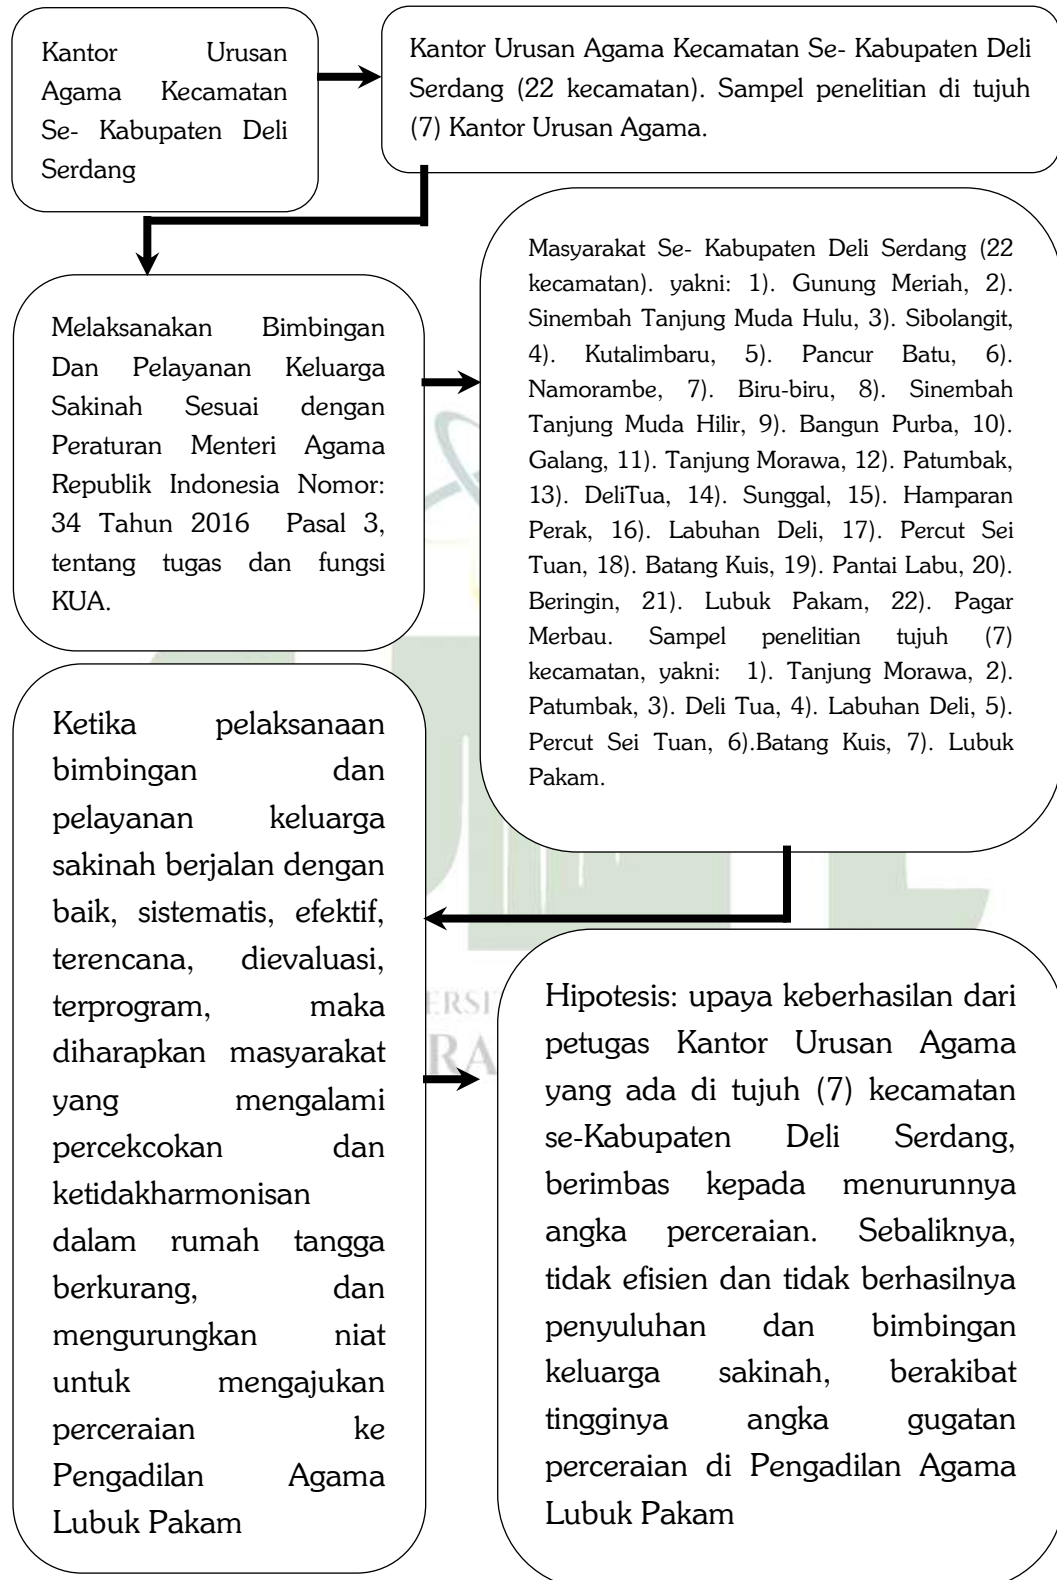 Kantor Urusan
Agama Kecamatan
Se- Kabupaten Deli
Serdang
Kantor Urusan Agama Kecamatan Se- Kabupaten Deli
Serdang (22 kecamatan). Sampel penelitian di tujuh
(7) Kantor Urusan Agama.
Melaksanakan Bimbingan
Dan Pelayanan Keluarga
Sakinah Sesuai dengan
Peraturan Menteri Agama
Republik Indonesia Nomor:
34 Tahun 2016 Pasal 3,
tentang tugas dan fungsi
KUA.
Masyarakat Se- Kabupaten Deli Serdang (22
kecamatan). yakni: 1). Gunung Meriah, 2).
Sinembah Tanjung Muda Hulu, 3). Sibolangit,
4). Kutalimbaru, 5). Pancur Batu, 6).
Namorambe, 7). Biru-biru, 8). Sinembah
Tanjung Muda Hilir, 9). Bangun Purba, 10).
Galang, 11). Tanjung Morawa, 12). Patumbak,
13). DeliTua, 14). Sunggal, 15). Hamparan
Perak, 16). Labuhan Deli, 17). Percut Sei
Tuan, 18). Batang Kuis, 19). Pantai Labu, 20).
Beringin, 21). Lubuk Pakam, 22). Pagar
Merbau. Sampel penelitian tujuh (7)
kecamatan, yakni: 1). Tanjung Morawa, 2).
Patumbak, 3). Deli Tua, 4). Labuhan Deli, 5).
Percut Sei Tuan, 6).Batang Kuis, 7). Lubuk
Pakam.
Ketika pelaksanaan
bimbingan dan
pelayanan keluarga
sakinah berjalan dengan
baik, sistematis, efektif,
terencana, dievaluasi,
terprogram, maka
diharapkan masyarakat
yang mengalami
percekcokan dan
ketidakharmonisan
dalam rumah tangga
berkurang, dan
mengurungkan niat
untuk mengajukan
perceraian ke
Pengadilan Agama
Lubuk Pakam
Hipotesis: upaya keberhasilan dari
petugas Kantor Urusan Agama
yang ada di tujuh (7) kecamatan
se-Kabupaten Deli Serdang,
berimbas kepada menurunnya
angka perceraian. Sebaliknya,
tidak efisien dan tidak berhasilnya
penyuluhan dan bimbingan
keluarga sakinah, berakibat
tingginya angka gugatan
perceraian di Pengadilan Agama
Lubuk Pakam